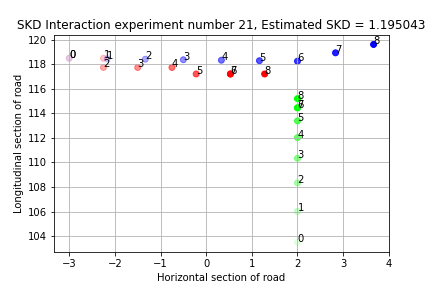 SKD Interaction experiment number 21, Estimated SKD = 1.195043
Longitudinal section of road
120
118
116
114
112
110
108
106
104
0 1 2 3 4 5 6 7 8
0 1 2 3 4 5 6 8
8
6
5
4
3
2
1
0
−3 −2 −1 0 1 2 3 4
Horizontal section of road